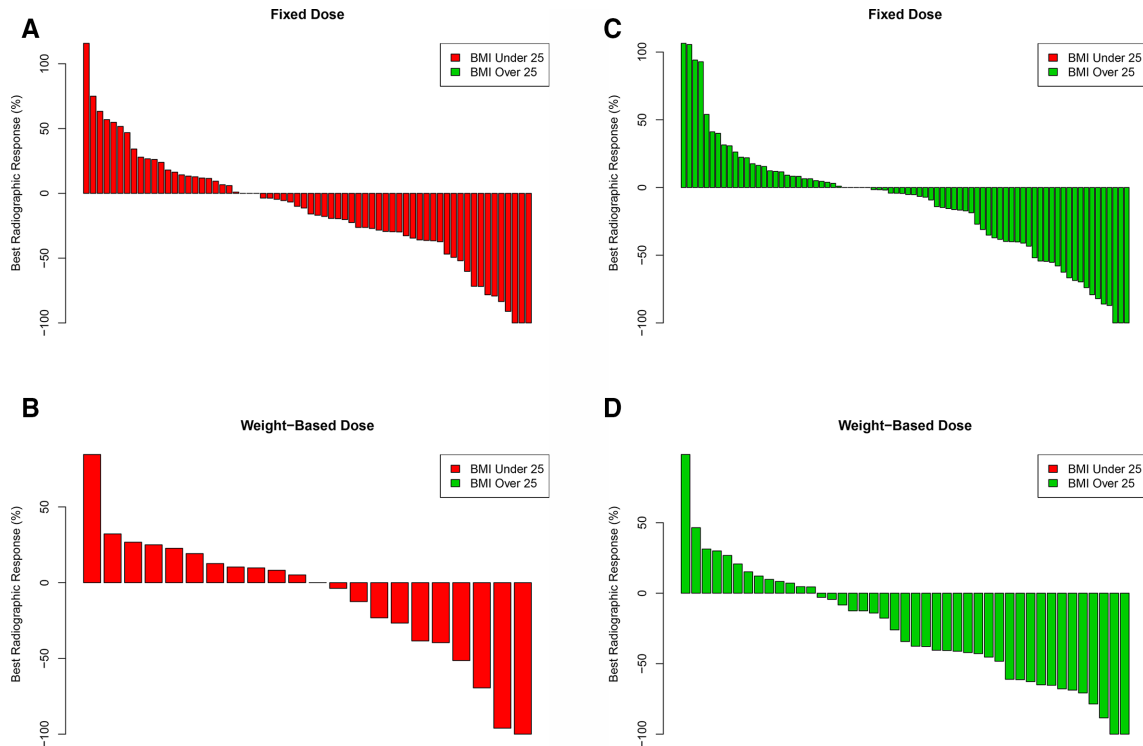 A
Fixed Dose
Best Radiographic Response (%)
100
50
0
−50
−100
BMI Under 25
BMI Over 25
C
Fixed Dose
Best Radiographic Response (%)
100
50
0
−50
−100
BMI Under 25
BMI Over 25
B
Weight−Based Dose
Best Radiographic Response (%)
50
0
−50
−100
BMI Under 25
BMI Over 25
D
Weight−Based Dose
Best Radiographic Response (%)
50
0
−50
−100
BMI Under 25
BMI Over 25